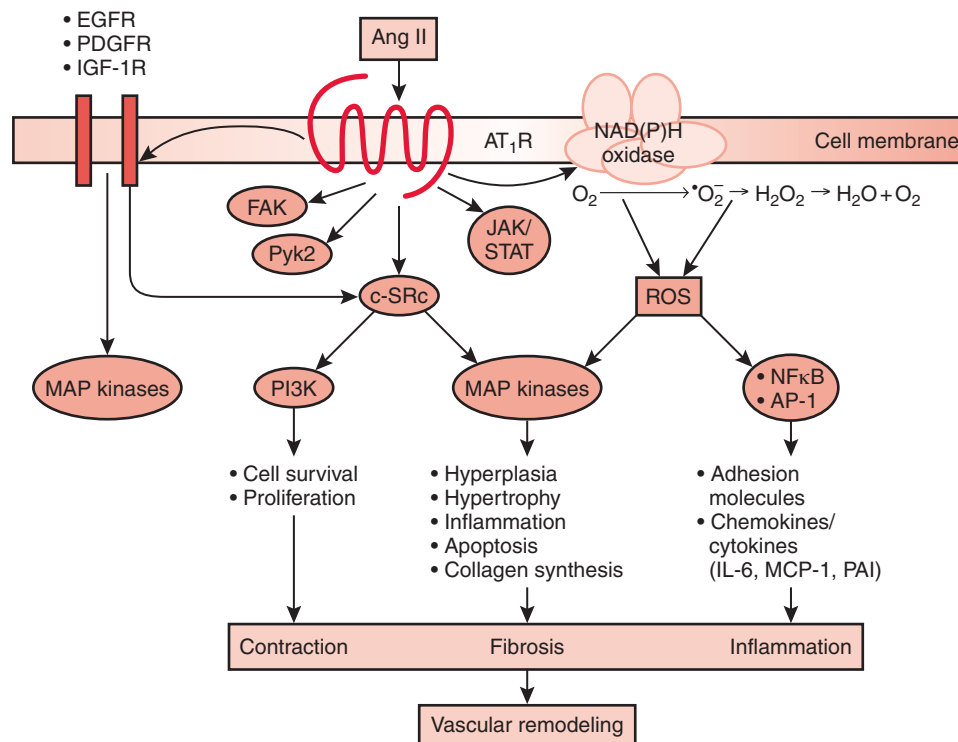 • EGFR
• PDGFR
• IGF-1R
Ang II
AT₁R
NAD(P)H
oxidase
Cell membrane
O₂ → •O₂⁻ → H₂O₂ → H₂O + O₂
FAK
Pyk2
JAK/
STAT
c-SRc
ROS
MAP kinases
PI3K
MAP kinases
• NFκB
• AP-1
• Cell survival
• Proliferation
• Hyperplasia
• Hypertrophy
• Inflammation
• Apoptosis
• Collagen synthesis
• Adhesion
molecules
• Chemokines/
cytokines
(IL-6, MCP-1, PAI)
Contraction Fibrosis Inflammation
Vascular remodeling